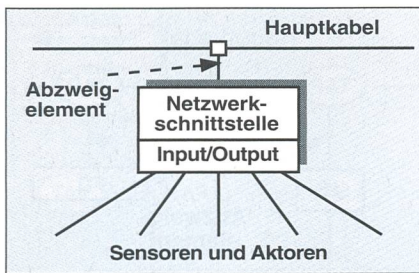 Hauptkabel
Abzweig-
element
Netzwerk-
schnittstelle
Input/Output
Sensoren und Aktoren